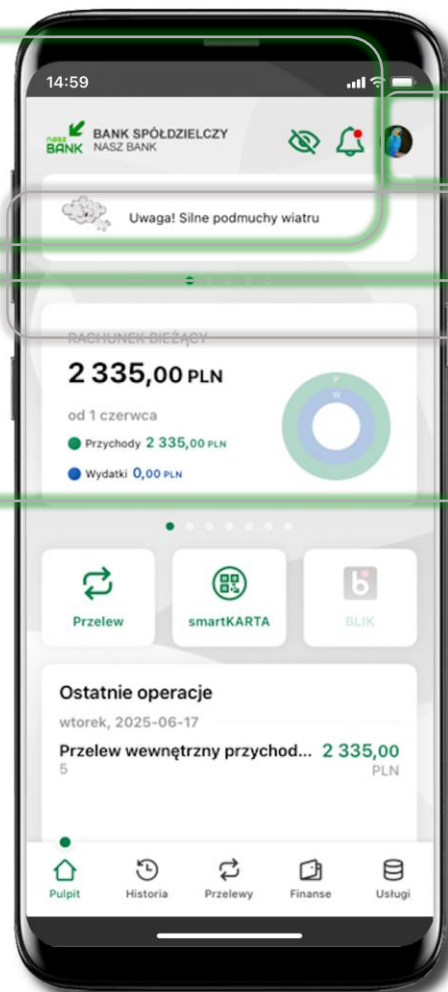 14:59
nasz BANK BANK SPÓŁDZIELCZY
NASZ BANK
Uwaga! Silne podmuchy wiatru
RACHUNEK BIEŻĄCY
2 335,00 PLN
od 1 czerwca
Przychody 2 335,00 PLN
Wydatki 0,00 PLN
P
W
Przelew smartKARTA BLIK
Ostatnie operacje
wtorek, 2025-06-17
Przelew wewnętrzny przychod... 2 335,00
5 PLN
Pulpit Historia Przelewy Finanse Usługi